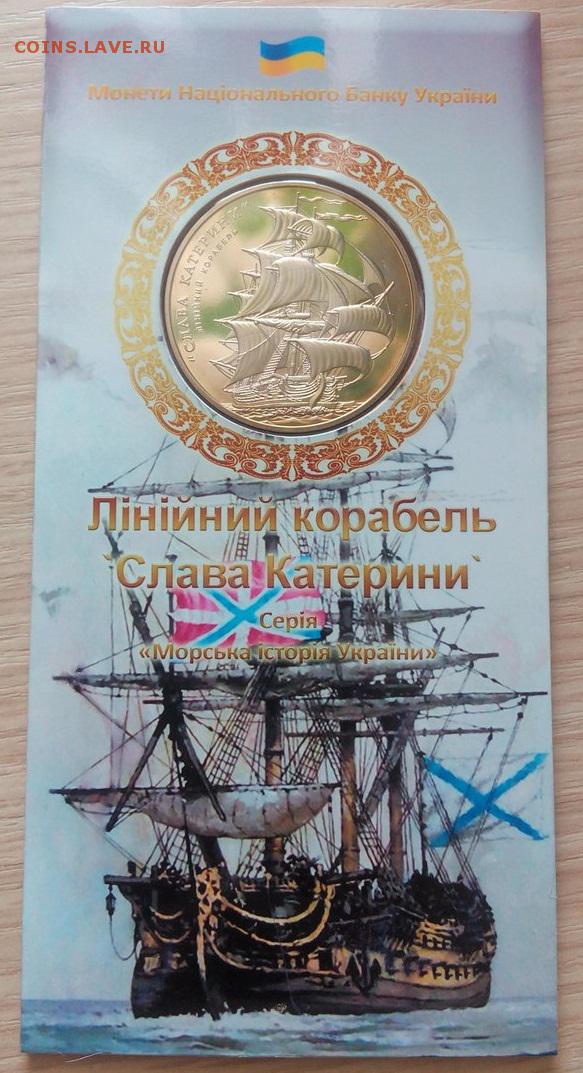 COINS.LAVE.RU
Монети Національного Банку України
"СЛАВА КАТЕРИНИ"
ЛІНІЙНИЙ КОРАБЕЛЬ
Лінійний корабель
`Слава Катерини`
Серія
«Морська історія України»